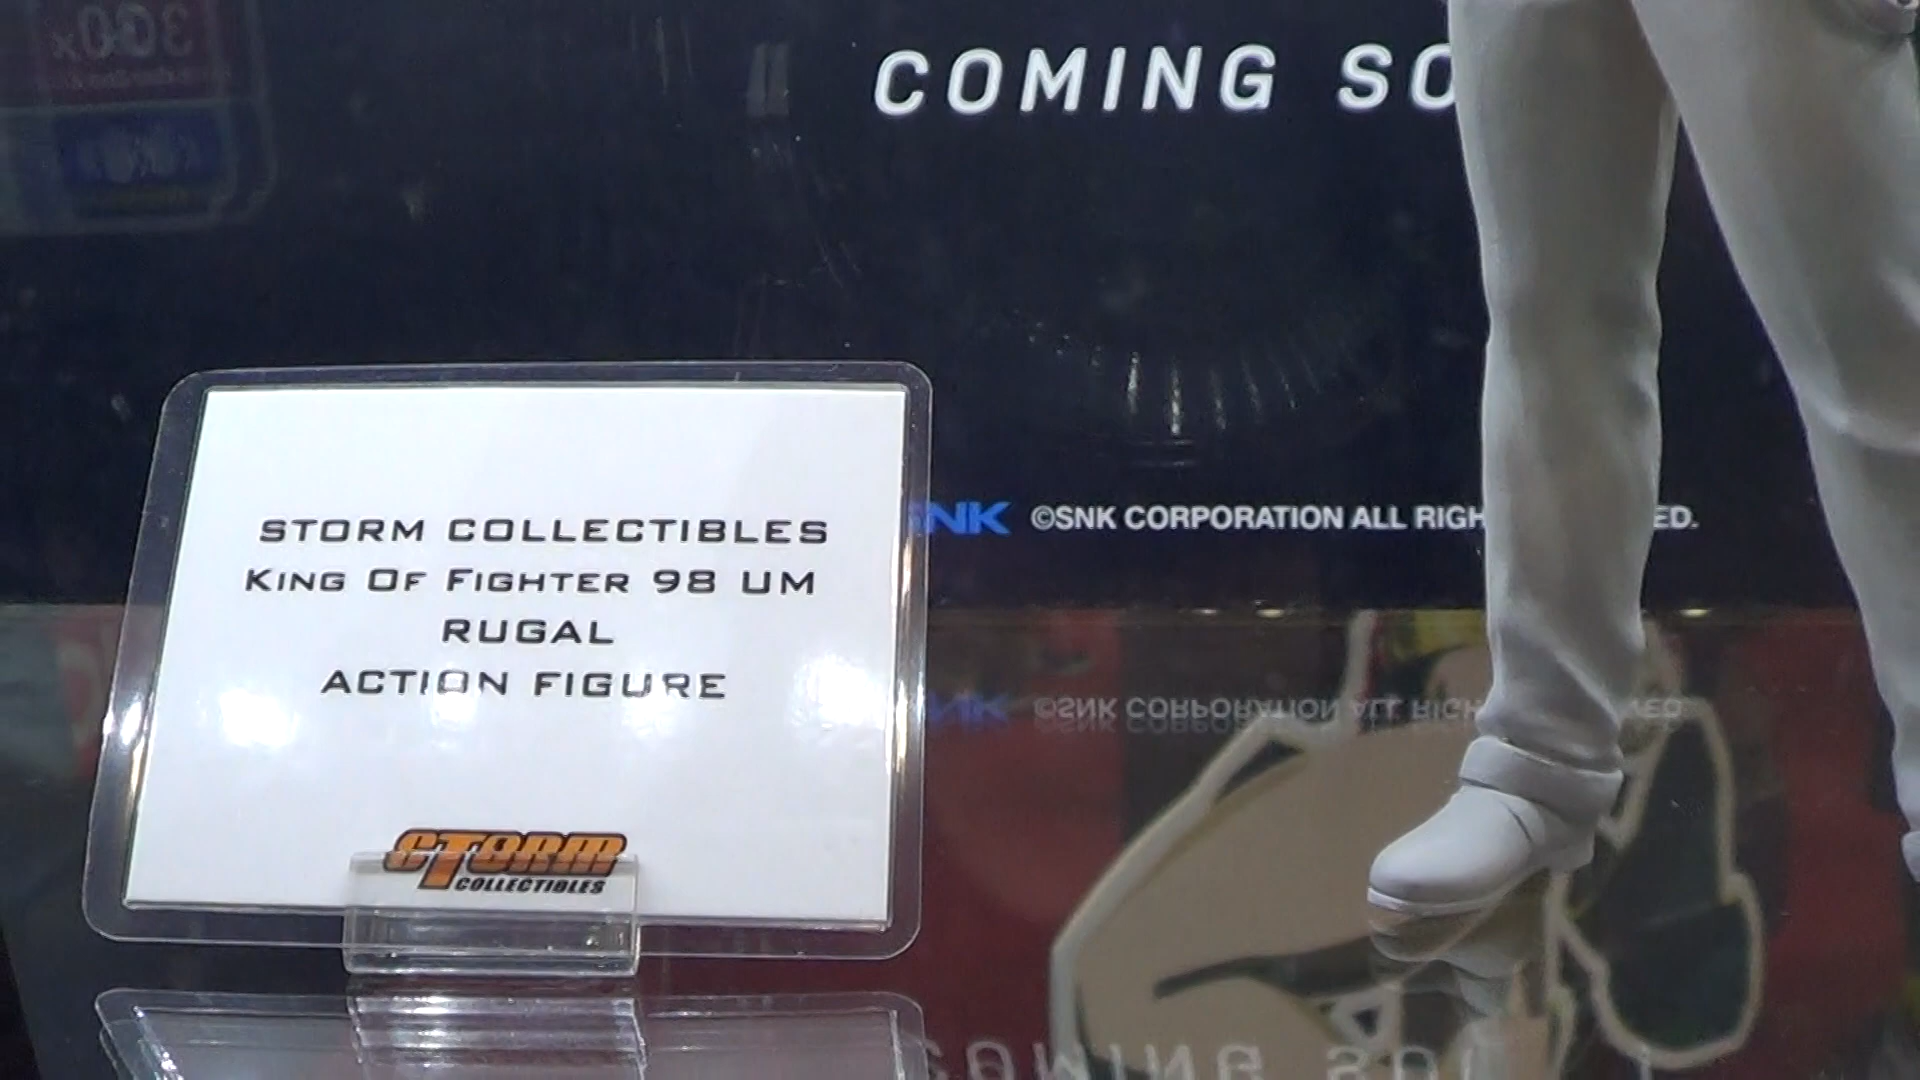 COMING SO
STORM COLLECTIBLES
KING OF FIGHTER 98 UM
RUGAL
ACTION FIGURE
STORM
COLLECTIBLES
SNK ©SNK CORPORATION ALL RIGH ED.